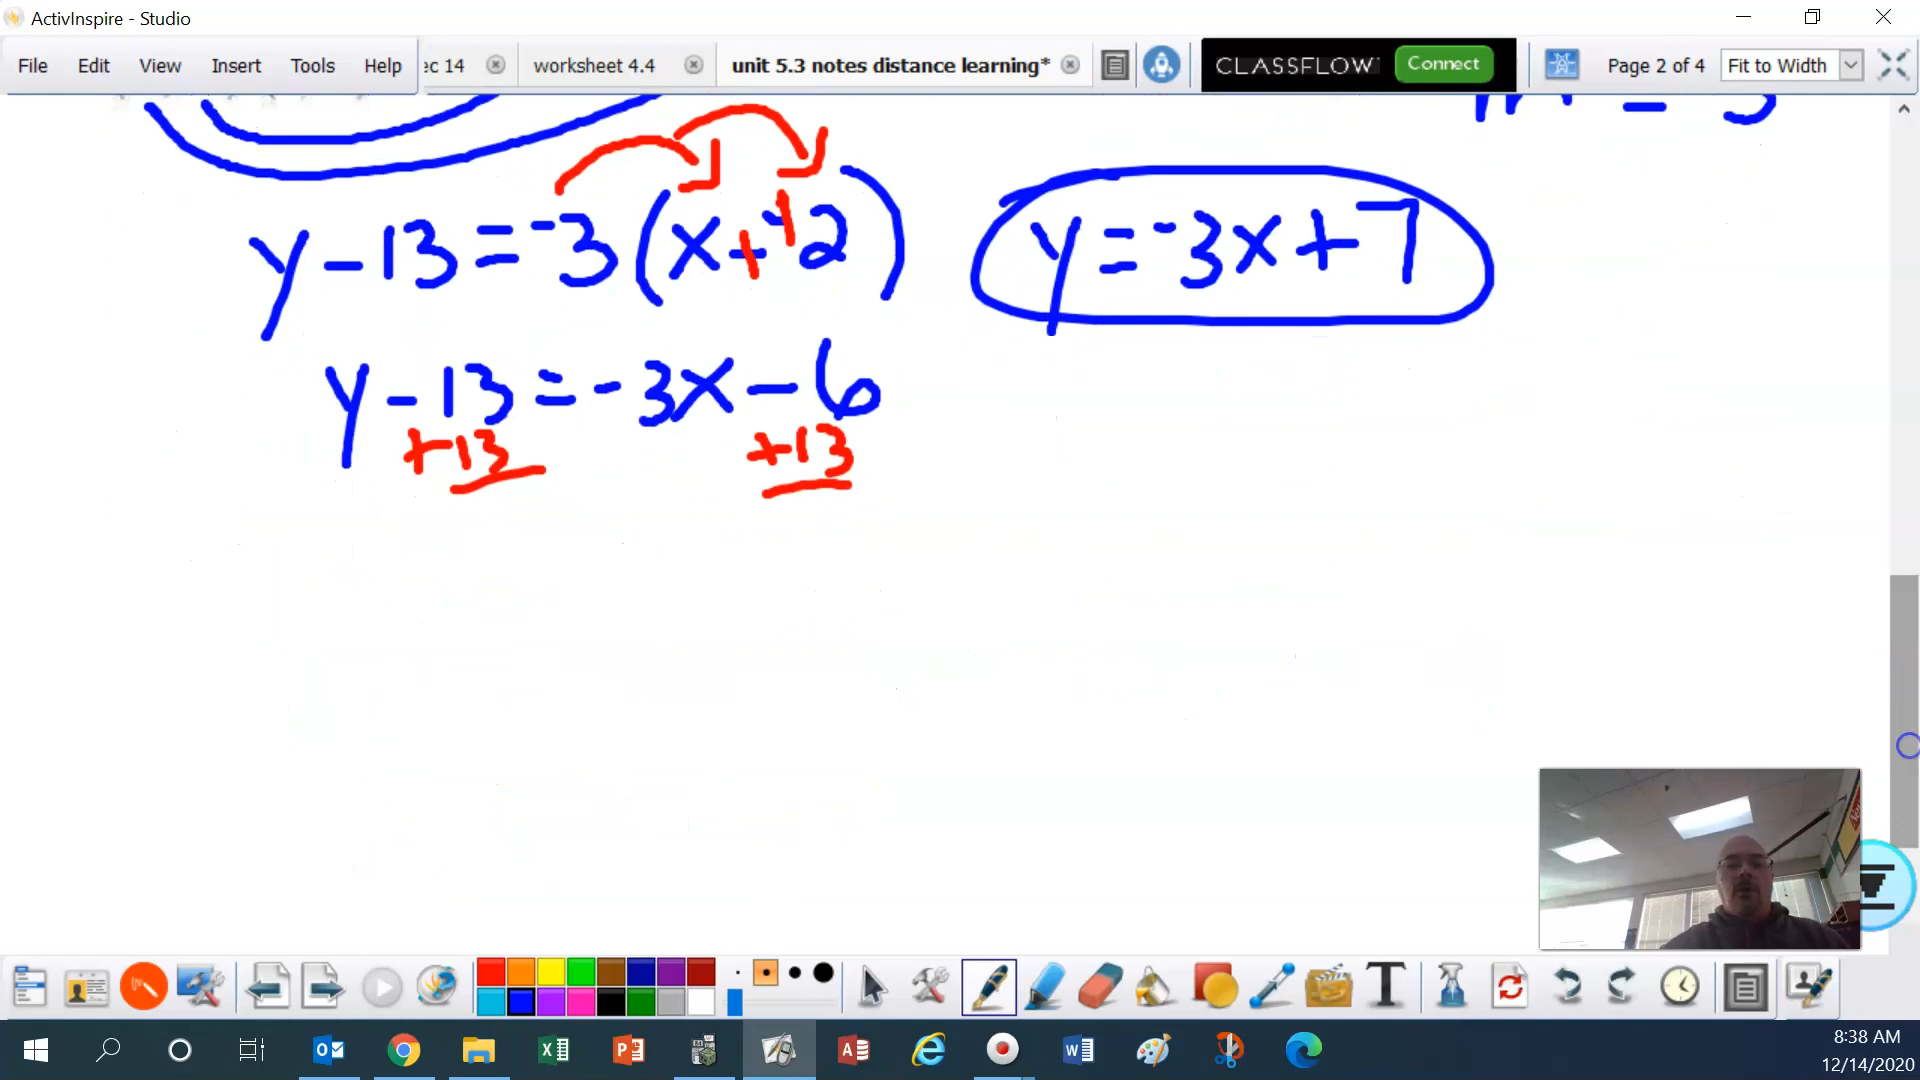 ActivInspire - Studio
File Edit View Insert Tools Help ec 14 worksheet 4.4 unit 5.3 notes distance learning* CLASSFLOW Connect Page 2 of 4 Fit to Width
y - 13 = -3(x + +2) y = -3x + 7
y - 13 = -3x - 6
+13 +13
8:38 AM
12/14/2020